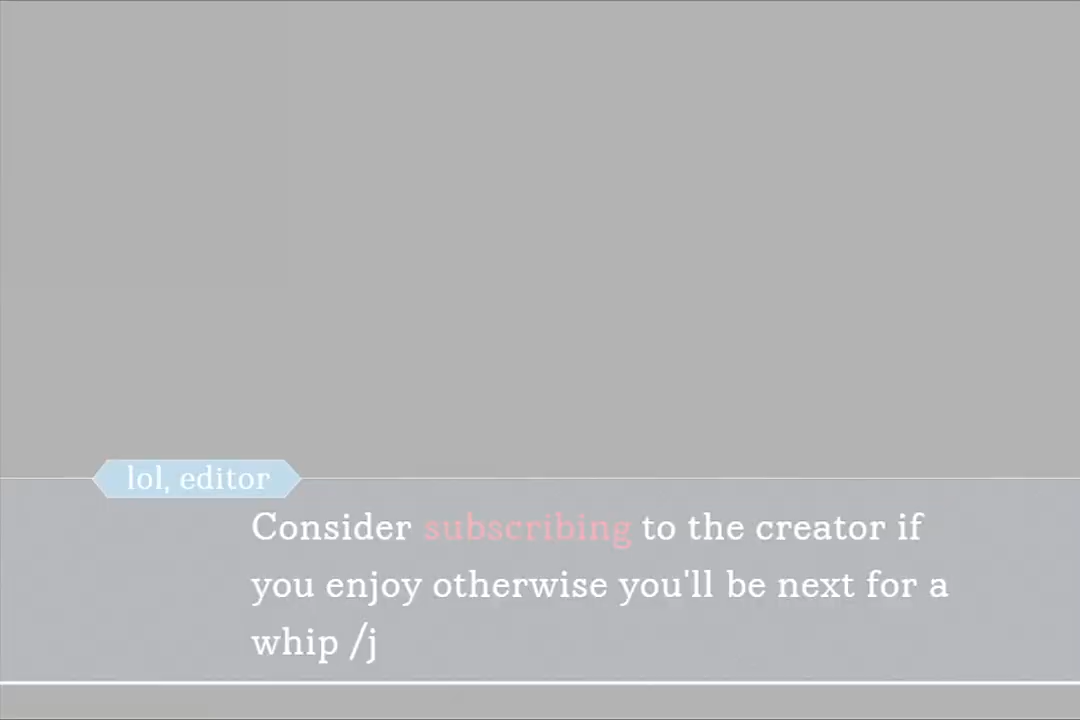 lol, editor
Consider subscribing to the creator if
you enjoy otherwise you'll be next for a
whip /j